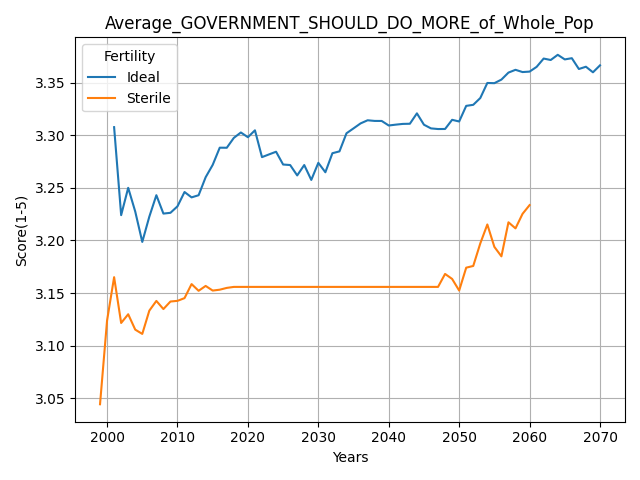 Average_GOVERNMENT_SHOULD_DO_MORE_of_Whole_Pop
Fertility
Ideal
Sterile
Score(1-5)
3.35
3.30
3.25
3.20
3.15
3.10
3.05
2000 2010 2020 2030 2040 2050 2060 2070
Years